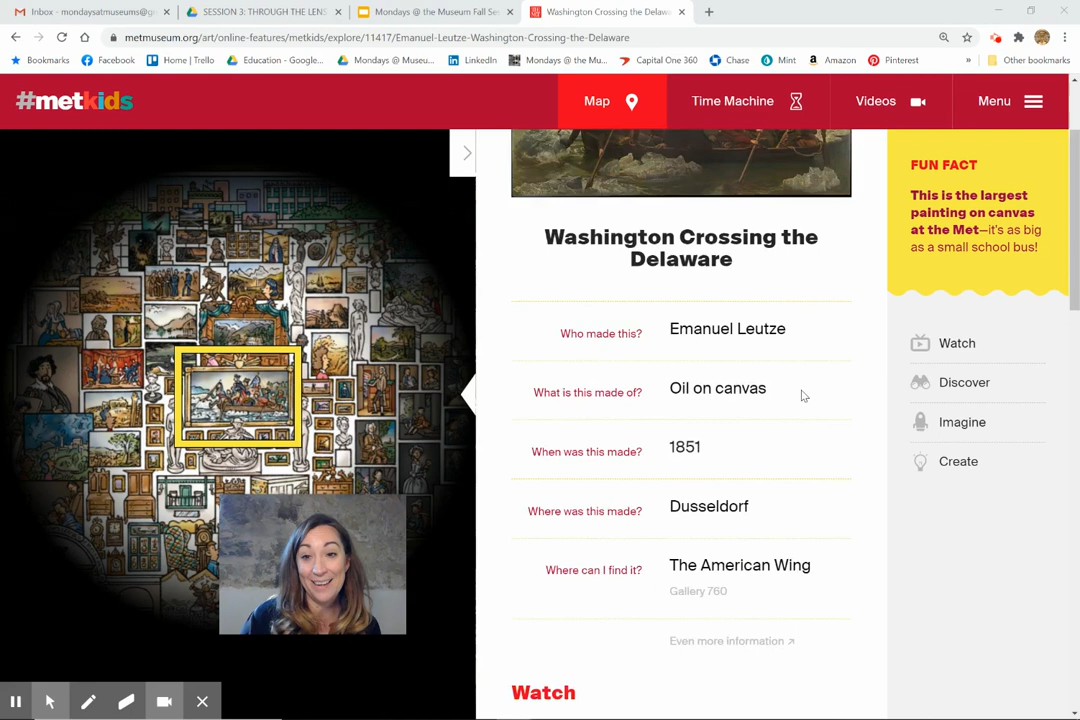 Inbox - mondaysatmuseums@g
SESSION 3: THROUGH THE LENS
Mondays @ the Museum Fall Se
Washington Crossing the Delawa
metmuseum.org/art/online-features/metkids/explore/11417/Emanuel-Leutze-Washington-Crossing-the-Delaware
Bookmarks Facebook Home | Trello Education - Google... Mondays @ Museu... LinkedIn Mondays @ the Mu... Capital One 360 Chase Mint Amazon Pinterest » Other bookmarks
#metkids Map Time Machine Videos Menu
FUN FACT
This is the largest
painting on canvas
at the Met—it's as big
as a small school bus!
Washington Crossing the
Delaware
Who made this? Emanuel Leutze
What is this made of? Oil on canvas
When was this made? 1851
Where was this made? Dusseldorf
Where can I find it? The American Wing
Gallery 760
Even more information ↗
Watch
Watch
Discover
Imagine
Create